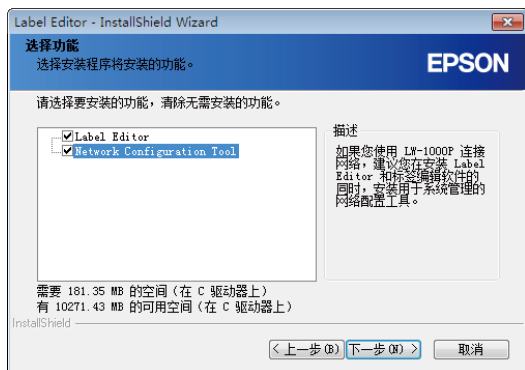 Label Editor - InstallShield Wizard
选择功能
选择安装程序将安装的功能。
EPSON
请选择要安装的功能，清除无需安装的功能。
Label Editor
Network Configuration Tool
描述
如果您使用 LW-1000P 连接
网络，建议您在安装 Label
Editor 和标签编辑软件的
同时，安装用于系统管理的
网络配置工具。
需要 181.35 MB 的空间（在 C 驱动器上）
有 10271.43 MB 的可用空间（在 C 驱动器上）
InstallShield
< 上一步(B)
下一步(N) >
取消